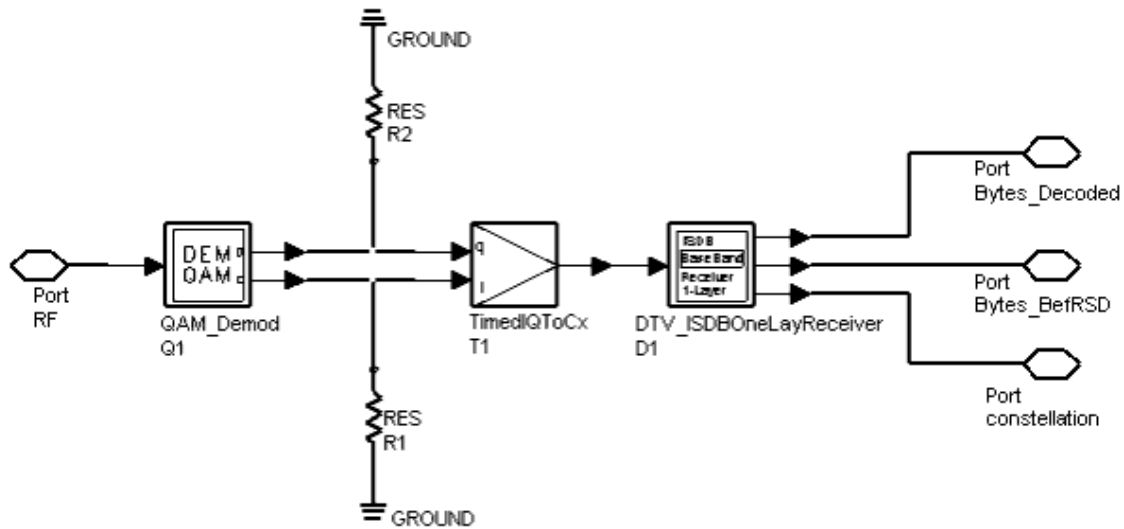 GROUND
RES
R2
Port
Bytes_Decoded
DEM
QAM
q
i
ISDB
Base Band
Receiver
1-Layer
Port
RF
QAM_Demod
Q1
TimedIQToCx
T1
DTV_ISDBOneLayReceiver
D1
Port
Bytes_BefRSD
RES
R1
Port
constellation
GROUND